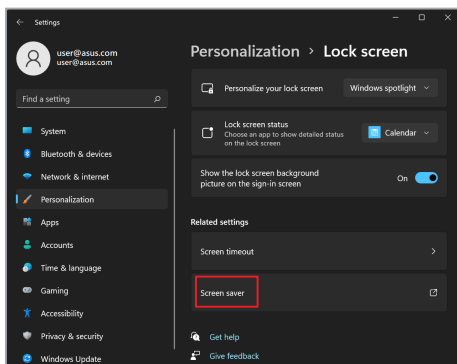 Settings
user@asus.com
user@asus.com
Find a setting
System
Bluetooth & devices
Network & internet
Personalization
Apps
Accounts
Time & language
Gaming
Accessibility
Privacy & security
Windows Update
Personalization > Lock screen
Personalize your lock screen
Windows spotlight
Lock screen status
Choose an app to show detailed status
on the lock screen
Calendar
Show the lock screen background
picture on the sign-in screen
On
Related settings
Screen timeout
Screen saver
Get help
Give feedback